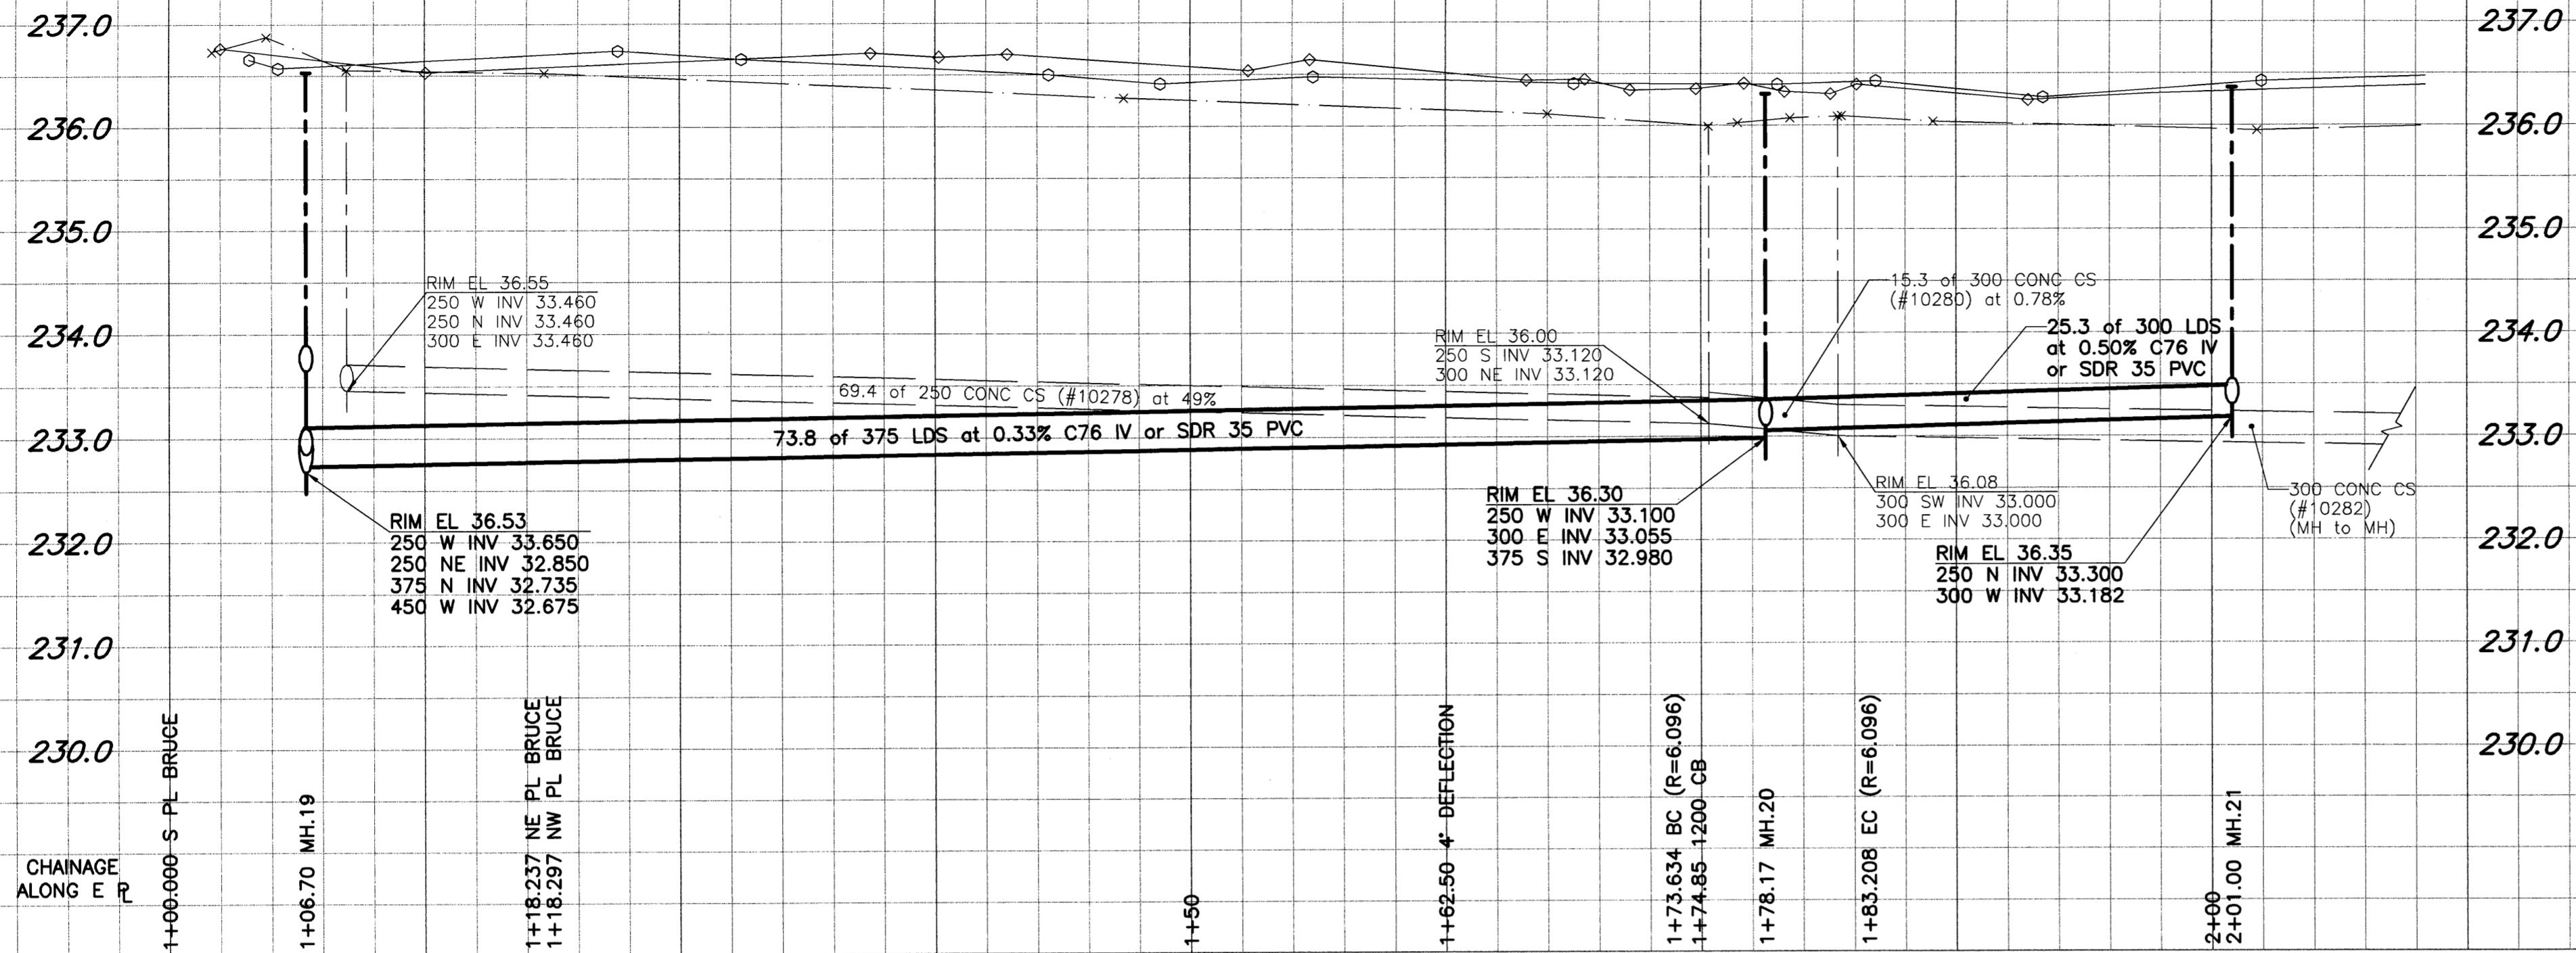 237.0
237.0
236.0
236.0
235.0
235.0
RIM EL 36.55
250 W INV 33.460
250 N INV 33.460
300 E INV 33.460
15.3 of 300 CONC CS
(#10280) at 0.78%
234.0
234.0
RIM EL 36.00
250 S INV 33.120
300 NE INV 33.120
25.3 of 300 LDS
at 0.50% C76 IV
or SDR 35 PVC
69.4 of 250 CONC CS (#10278) at 49%
73.8 of 375 LDS at 0.33% C76 IV or SDR 35 PVC
233.0
233.0
RIM EL 36.53
250 W INV 33.650
250 NE INV 32.850
375 N INV 32.735
450 W INV 32.675
RIM EL 36.30
250 W INV 33.100
300 E INV 33.055
375 S INV 32.980
RIM EL 36.08
300 SW INV 33.000
300 E INV 33.000
300 CONC CS
(#10282)
(MH to MH)
RIM EL 36.35
250 N INV 33.300
300 W INV 33.182
232.0
232.0
231.0
231.0
230.0
230.0
CHAINAGE
ALONG E PL
1+00.000 S PL BRUCE
1+06.70 MH.19
1+18.237 NE PL BRUCE
1+18.297 NW PL BRUCE
1+50
1+62.50 4° DEFLECTION
1+73.634 BC (R=6.096)
1+74.85 1200 CB
1+78.17 MH.20
1+83.208 EC (R=6.096)
2+00
2+01.00 MH.21